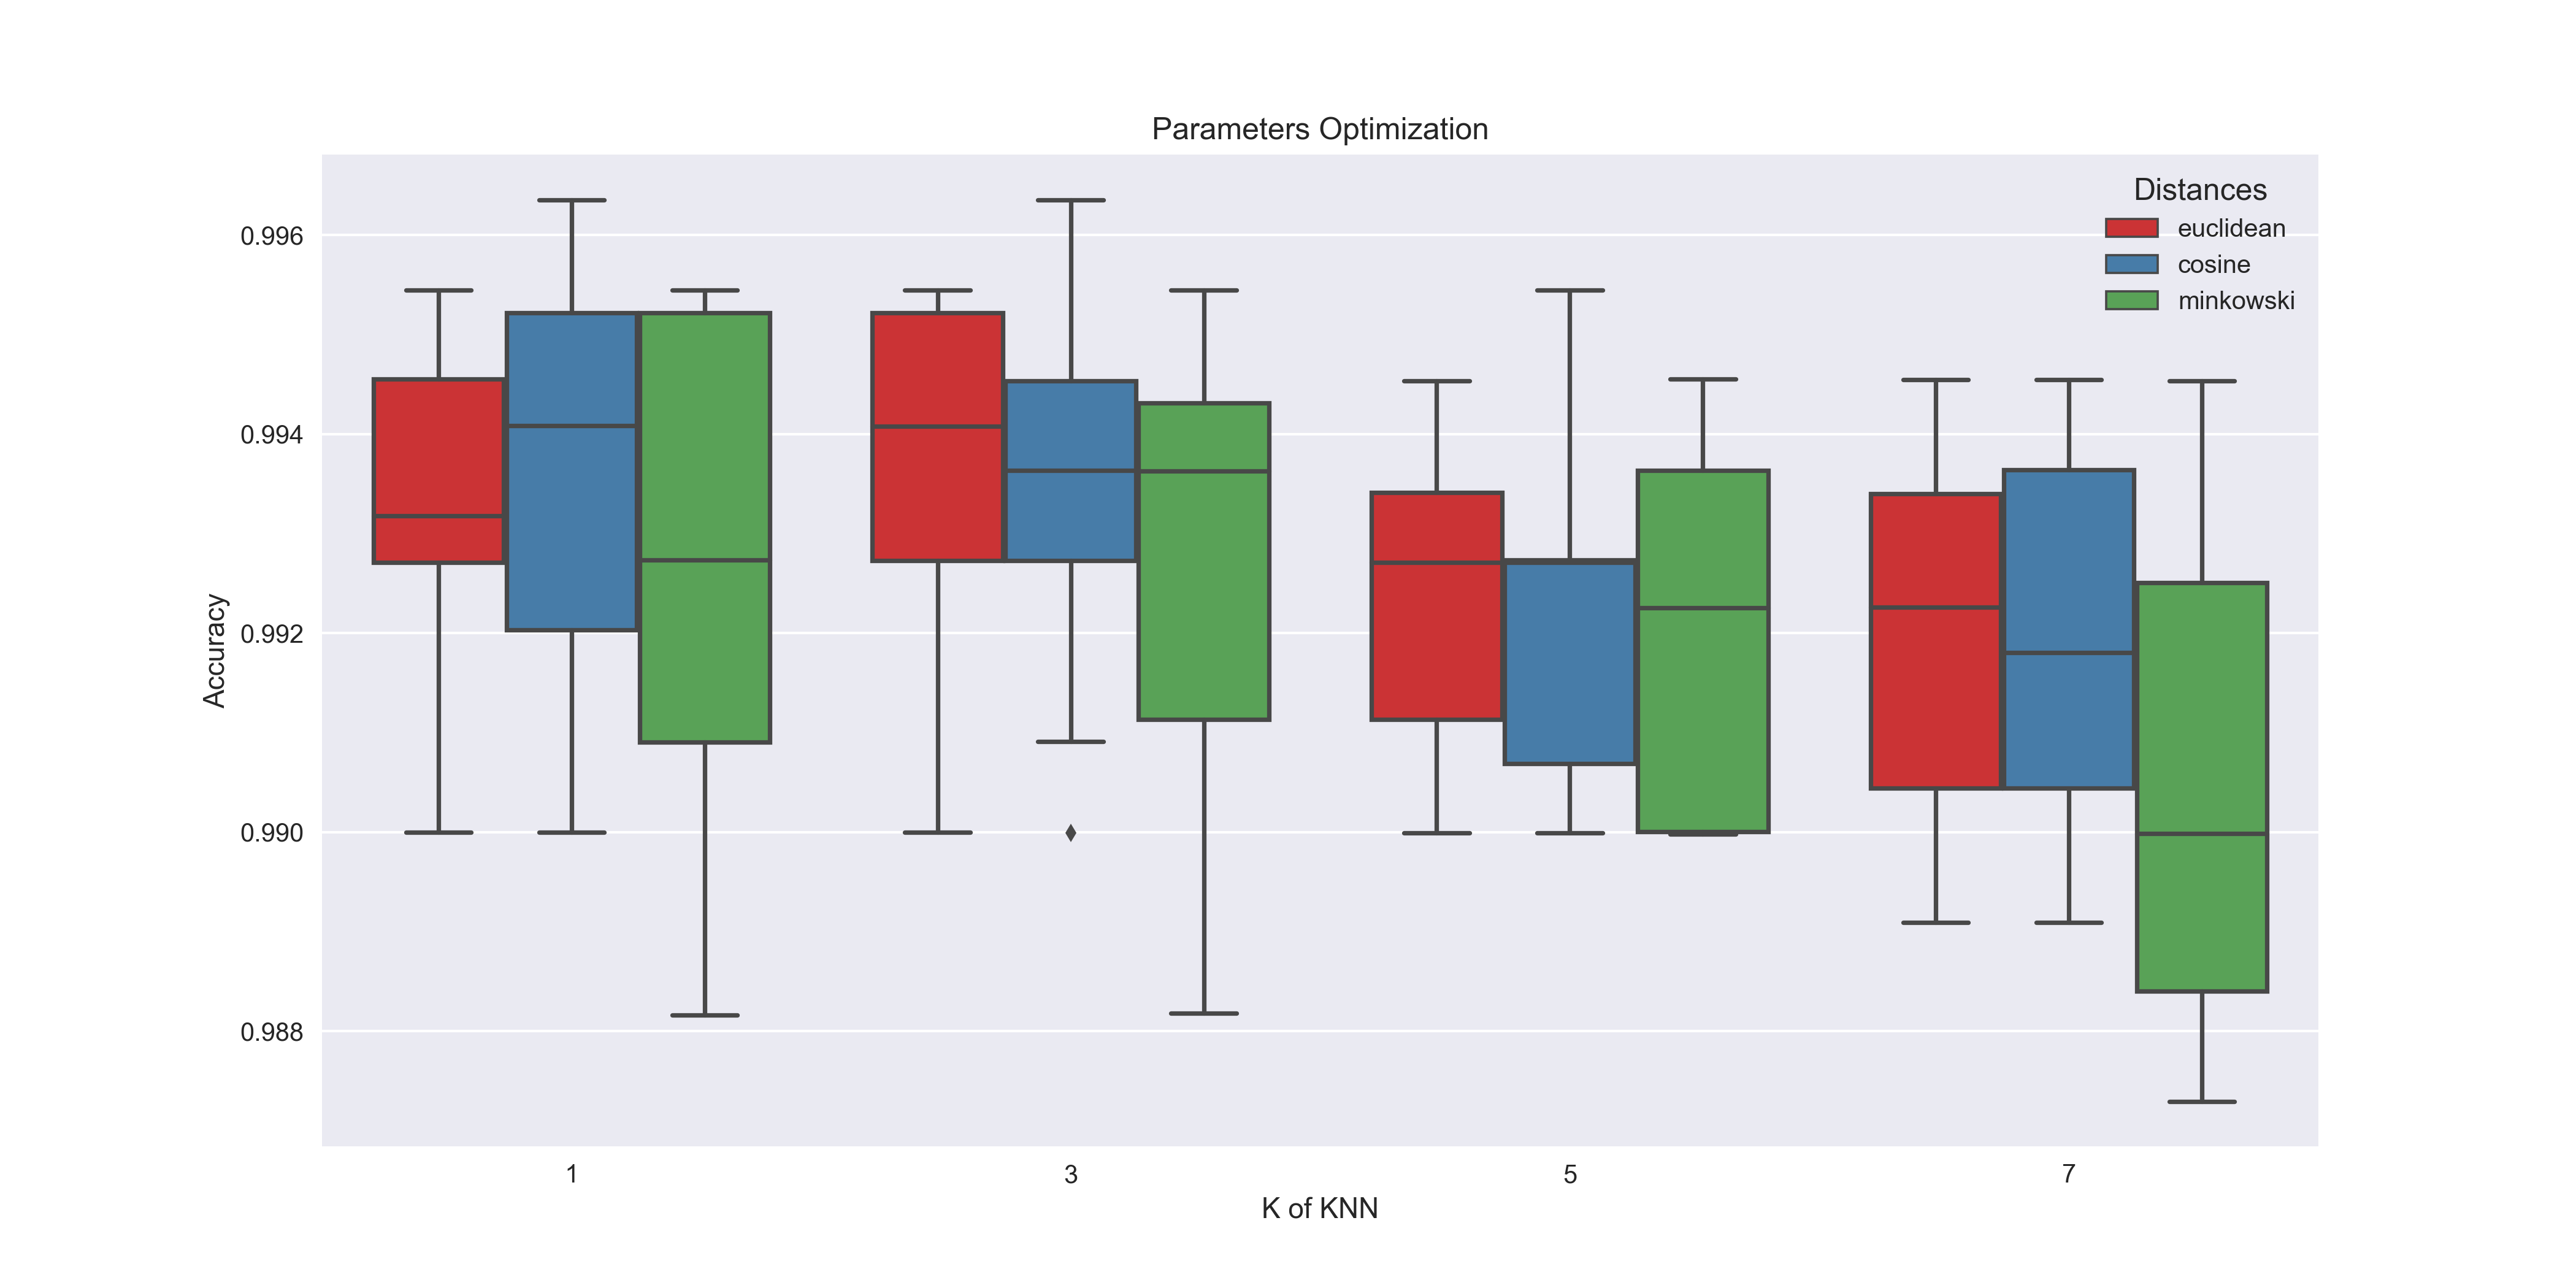 Parameters Optimization
Distances
euclidean
cosine
minkowski
0.996
0.994
0.992
0.990
0.988
Accuracy
1 3 5 7
K of KNN